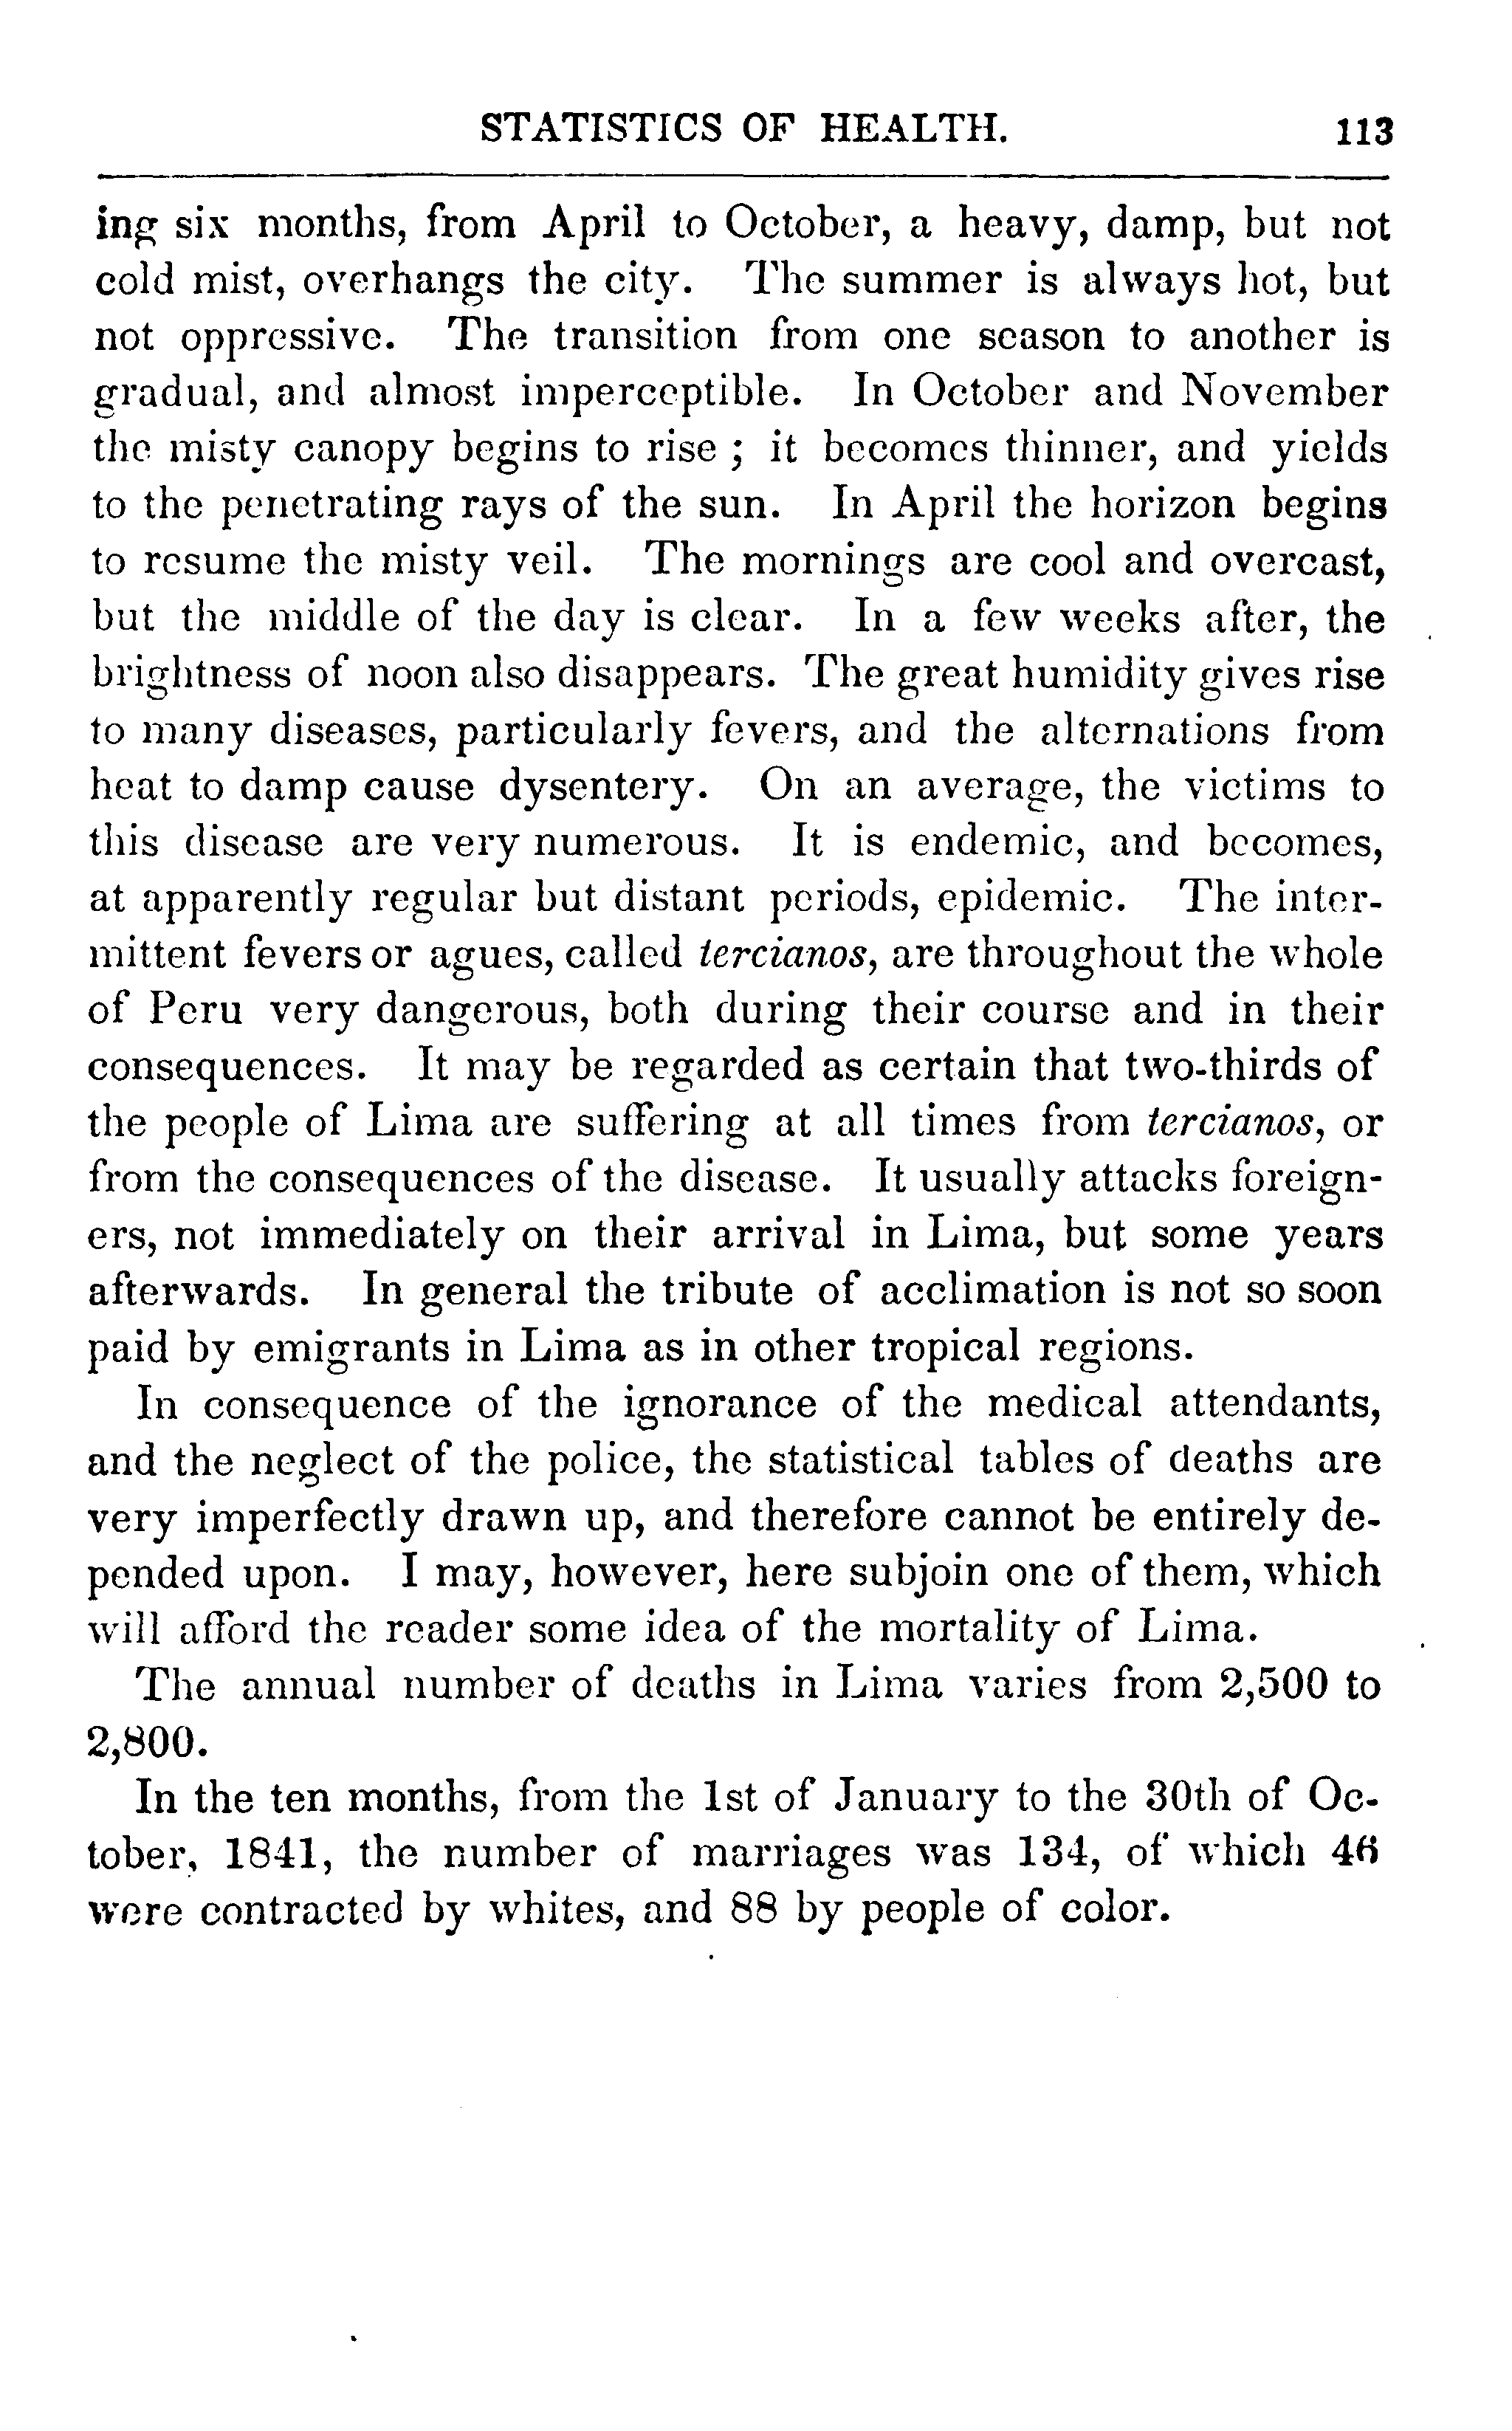 STATISTICS OF HEALTH. 113
ing six months, from April to October, a heavy, damp, but not
cold mist, overhangs the city. The summer is always hot, but
not oppressive. The transition from one season to another is
gradual, and almost imperceptible. In October and November
the misty canopy begins to rise ; it becomes thinner, and yields
to the penetrating rays of the sun. In April the horizon begins
to resume the misty veil. The mornings are cool and overcast,
but the middle of the day is clear. In a few weeks after, the
brightness of noon also disappears. The great humidity gives rise
to many diseases, particularly fevers, and the alternations from
heat to damp cause dysentery. On an average, the victims to
this disease are very numerous. It is endemic, and becomes,
at apparently regular but distant periods, epidemic. The inter-
mittent fevers or agues, called tercianos, are throughout the whole
of Peru very dangerous, both during their course and in their
consequences. It may be regarded as certain that two-thirds of
the people of Lima are suffering at all times from tercianos, or
from the consequences of the disease. It usually attacks foreign-
ers, not immediately on their arrival in Lima, but some years
afterwards. In general the tribute of acclimation is not so soon
paid by emigrants in Lima as in other tropical regions.
In consequence of the ignorance of the medical attendants,
and the neglect of the police, the statistical tables of deaths are
very imperfectly drawn up, and therefore cannot be entirely de-
pended upon. I may, however, here subjoin one of them, which
will afford the reader some idea of the mortality of Lima.
The annual number of deaths in Lima varies from 2,500 to
2,800.
In the ten months, from the 1st of January to the 30th of Oc-
tober, 1841, the number of marriages was 134, of which 46
were contracted by whites, and 88 by people of color.